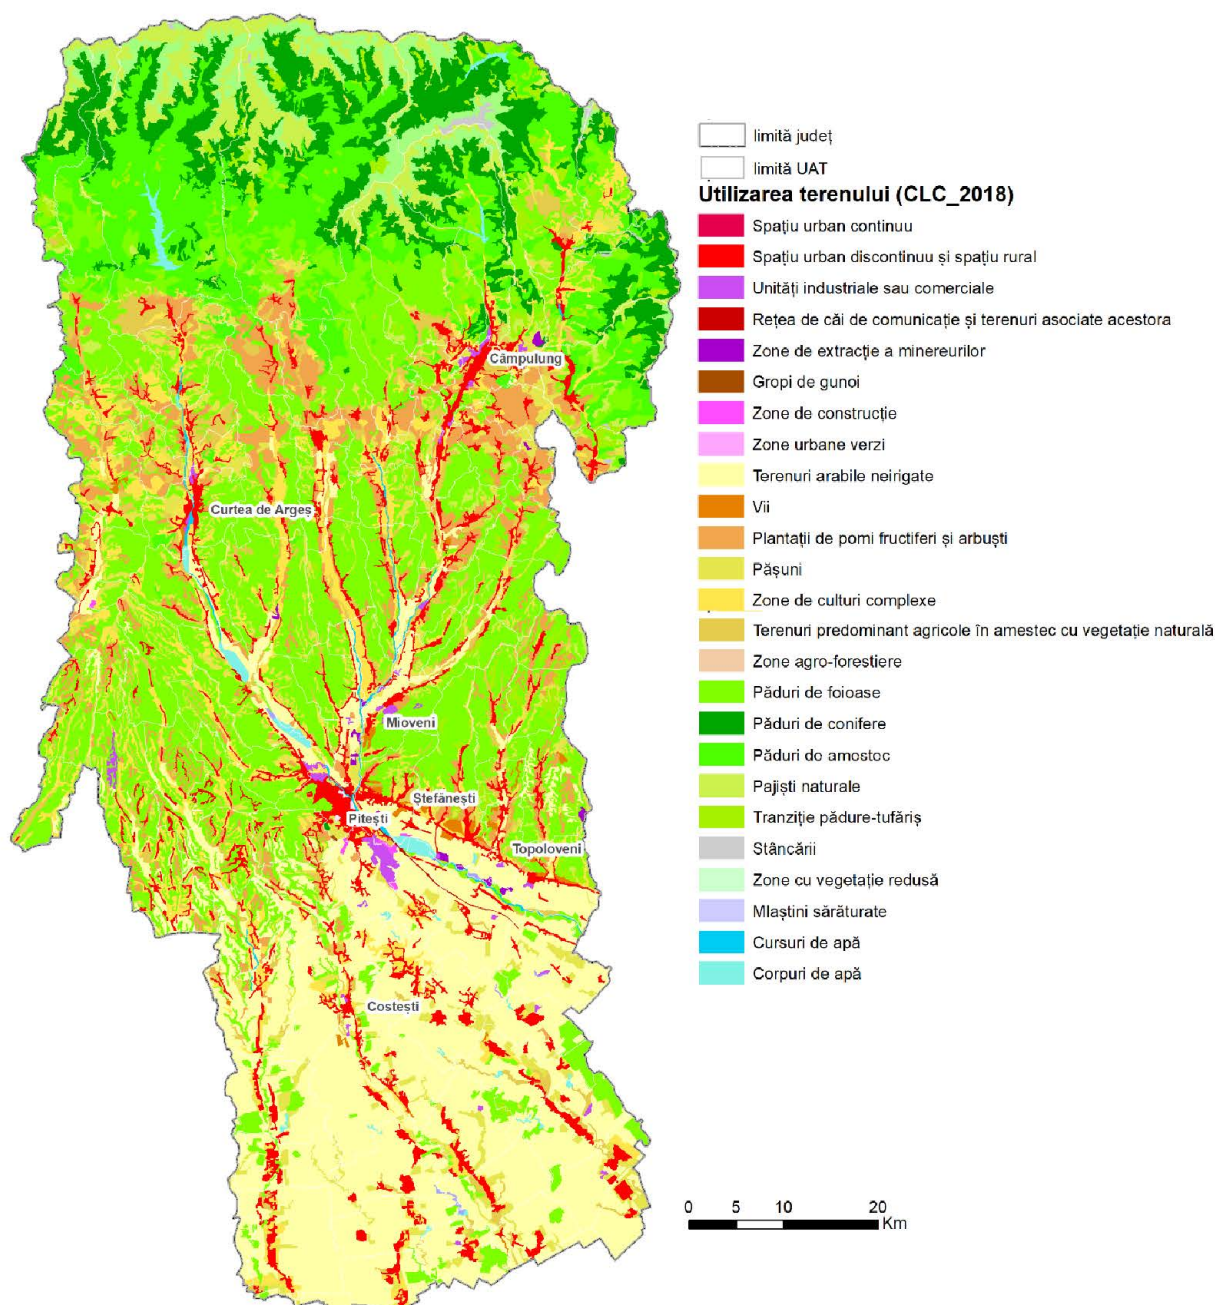 limită județ
limită UAT
Utilizarea terenului (CLC_2018)
Spațiu urban continuu
Spațiu urban discontinuu și spațiu rural
Unități industriale sau comerciale
Rețea de căi de comunicație și terenuri asociate acestora
Zone de extracție a minereurilor
Gropi de gunoi
Zone de construcție
Zone urbane verzi
Terenuri arabile neirigate
Vii
Plantații de pomi fructiferi și arbuști
Pășuni
Zone de culturi complexe
Terenuri predominant agricole în amestec cu vegetație naturală
Zone agro-forestiere
Păduri de foioase
Păduri de conifere
Păduri do amostoc
Pajiști naturale
Tranziție pădure-tufăriș
Stâncării
Zone cu vegetație redusă
Mlaștini sărăturate
Cursuri de apă
Corpuri de apă
Câmpulung
Curtea de Arges
Mioveni
Ștefănești
Pitești
Topoloveni
Costești
0 5 10 20
Km